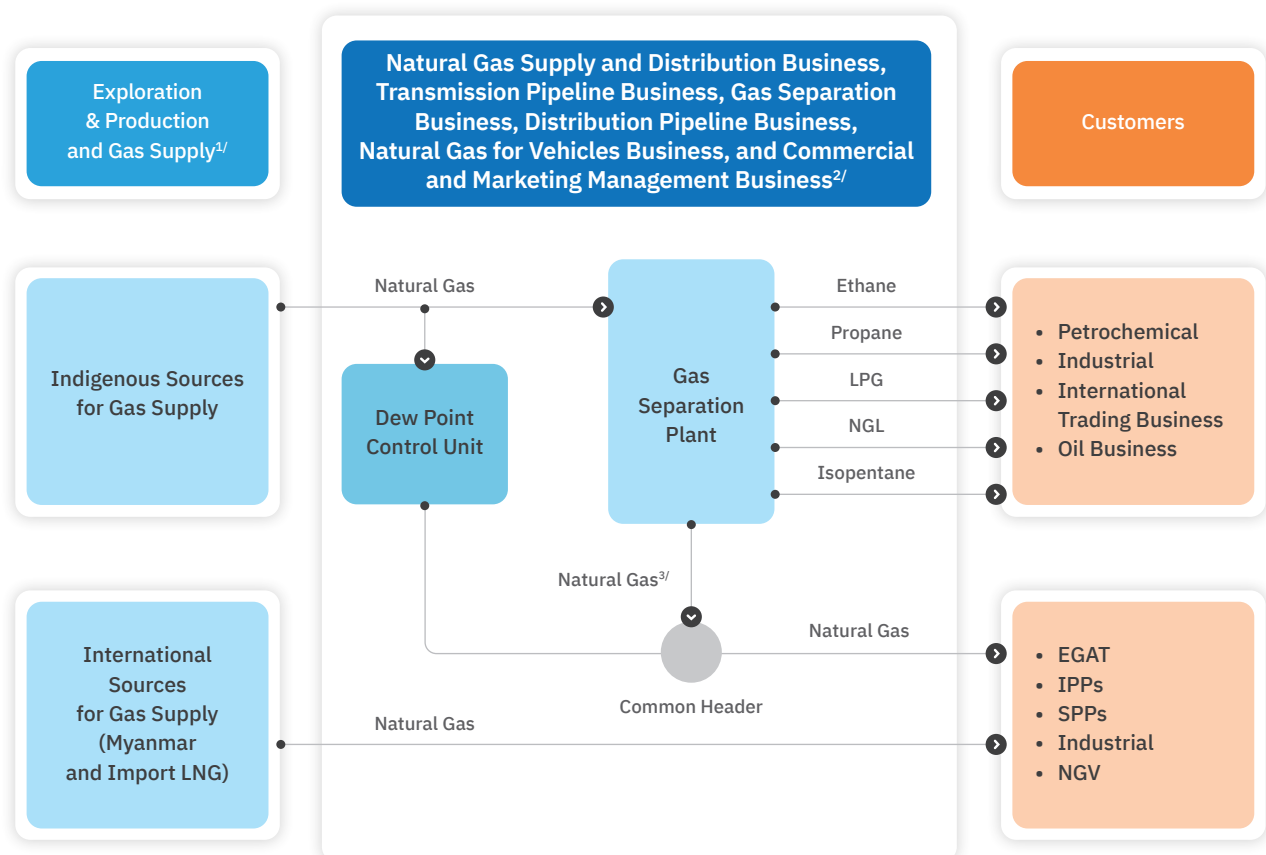 Exploration
& Production
and Gas Supply1/
Natural Gas Supply and Distribution Business,
Transmission Pipeline Business, Gas Separation
Business, Distribution Pipeline Business,
Natural Gas for Vehicles Business, and Commercial
and Marketing Management Business2/
Customers
Indigenous Sources
for Gas Supply
Natural Gas
Dew Point
Control Unit
Gas
Separation
Plant
Ethane
Propane
LPG
NGL
Isopentane
• Petrochemical
• Industrial
• International
Trading Business
• Oil Business
Natural Gas3/
Common Header
Natural Gas
International
Sources
for Gas Supply
(Myanmar
and Import LNG)
Natural Gas
• EGAT
• IPPs
• SPPs
• Industrial
• NGV